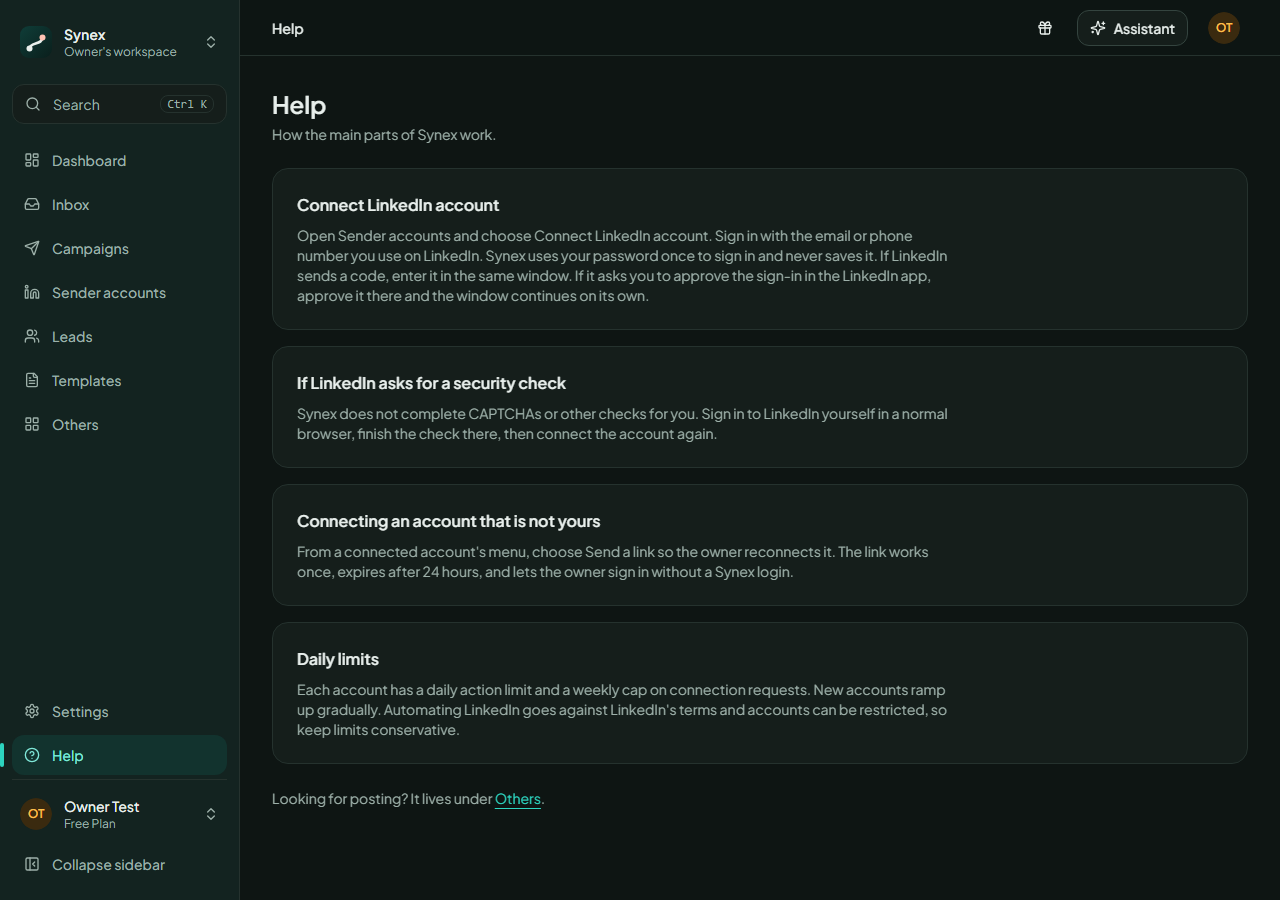 Synex
Owner's workspace
Search
Ctrl K
Dashboard
Inbox
Campaigns
Sender accounts
Leads
Templates
Others
Settings
Help
OT
Owner Test
Free Plan
Collapse sidebar
Help
Assistant
OT
Help
How the main parts of Synex work.
Connect LinkedIn account
Open Sender accounts and choose Connect LinkedIn account. Sign in with the email or phone
number you use on LinkedIn. Synex uses your password once to sign in and never saves it. If LinkedIn
sends a code, enter it in the same window. If it asks you to approve the sign-in in the LinkedIn app,
approve it there and the window continues on its own.
If LinkedIn asks for a security check
Synex does not complete CAPTCHAs or other checks for you. Sign in to LinkedIn yourself in a normal
browser, finish the check there, then connect the account again.
Connecting an account that is not yours
From a connected account's menu, choose Send a link so the owner reconnects it. The link works
once, expires after 24 hours, and lets the owner sign in without a Synex login.
Daily limits
Each account has a daily action limit and a weekly cap on connection requests. New accounts ramp
up gradually. Automating LinkedIn goes against LinkedIn's terms and accounts can be restricted, so
keep limits conservative.
Looking for posting? It lives under Others.